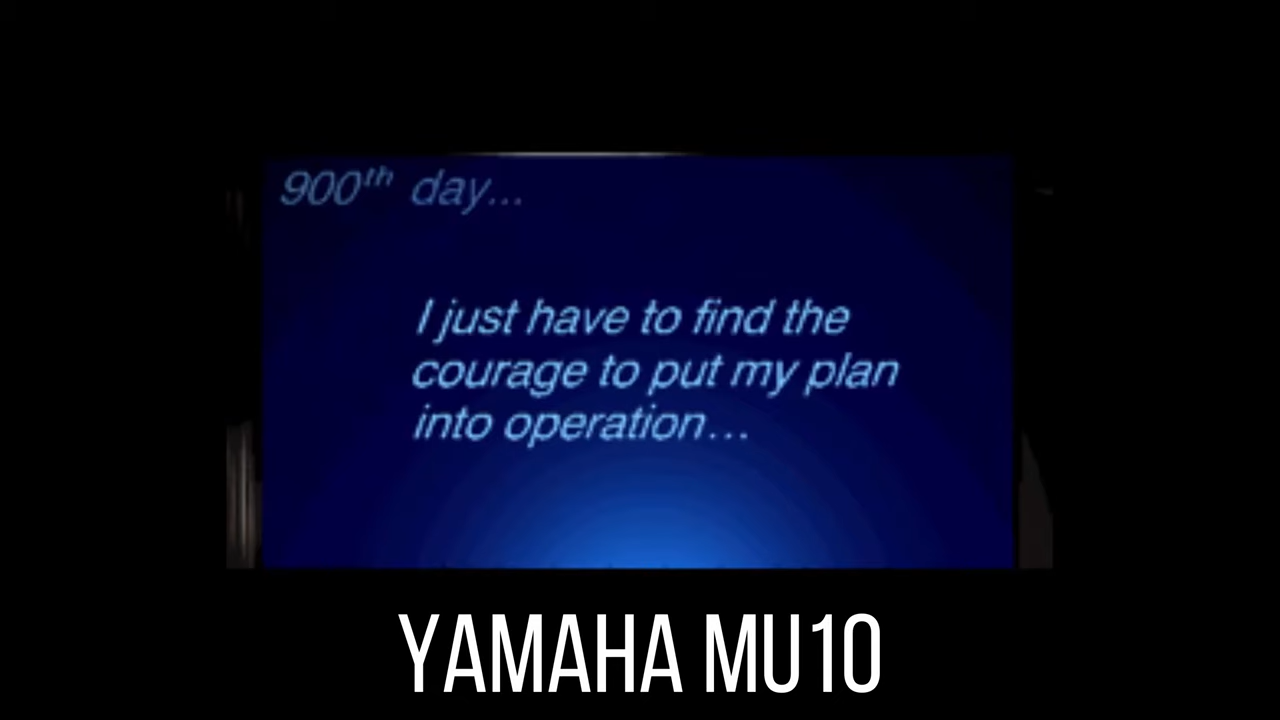 900th day...
I just have to find the
courage to put my plan
into operation...
YAMAHA MU10